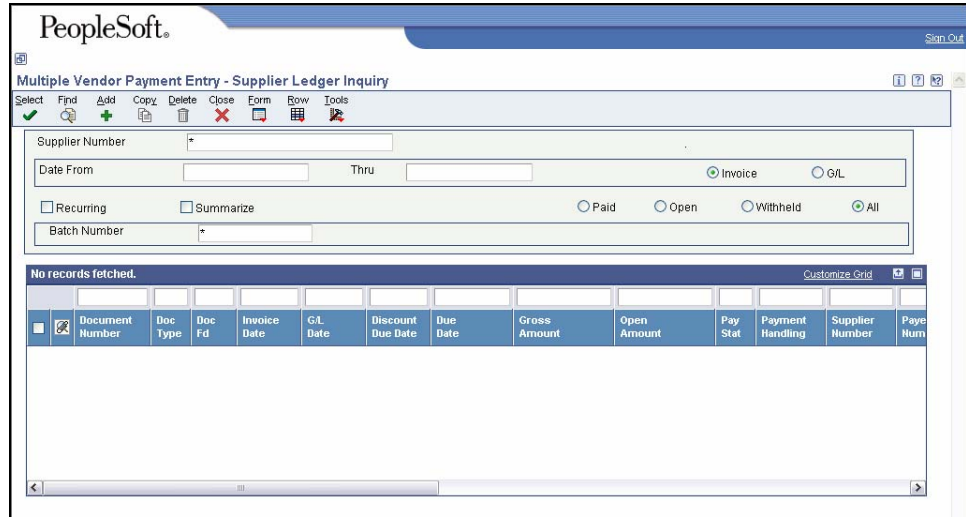 PeopleSoft®
Sign Out
Multiple Vendor Payment Entry - Supplier Ledger Inquiry
i ? ?
Select Find Add Copy Delete Close Form Row Tools
Supplier Number *
Date From Thru Invoice G/L
Recurring Summarize Paid Open Withheld All
Batch Number *
No records fetched. Customize Grid
Document Number Doc Type Doc Fd Invoice Date G/L Date Discount Due Date Due Date Gross Amount Open Amount Pay Stat Payment Handling Supplier Number Paye Num